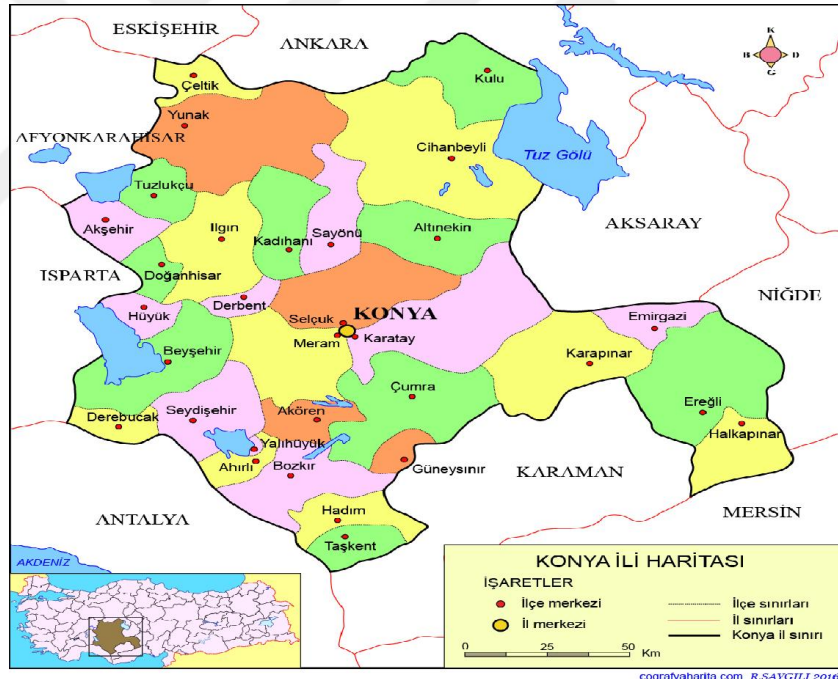 ESKİŞEHİR
ANKARA
K
B D
G
Çeltik
Kulu
Yunak
AFYONKARAHİSAR
Cihanbeyli
Tuz Gölü
Tuzlukçu
Akşehir
Ilgın
Kadıhanı
Sayönü
Altınekin
AKSARAY
ISPARTA
Doğanhisar
NİĞDE
Derbent
Hüyük
Selçuk
KONYA
Emirgazi
Meram
Karatay
Beyşehir
Karapınar
Çumra
Derebucak
Seydişehir
Akören
Ereğli
Halkapınar
Yalıhüyük
Ahırlı
Bozkır
Güneysınır
KARAMAN
MERSİN
ANTALYA
Hadım
Taşkent
AKDENİZ
KONYA İLİ HARİTASI
İŞARETLER
İlçe merkezi
İl merkezi
İlçe sınırları
İl sınırları
Konya il sınırı
0 25 50
Km
cografyaharita.com R.SAYGILI 2016